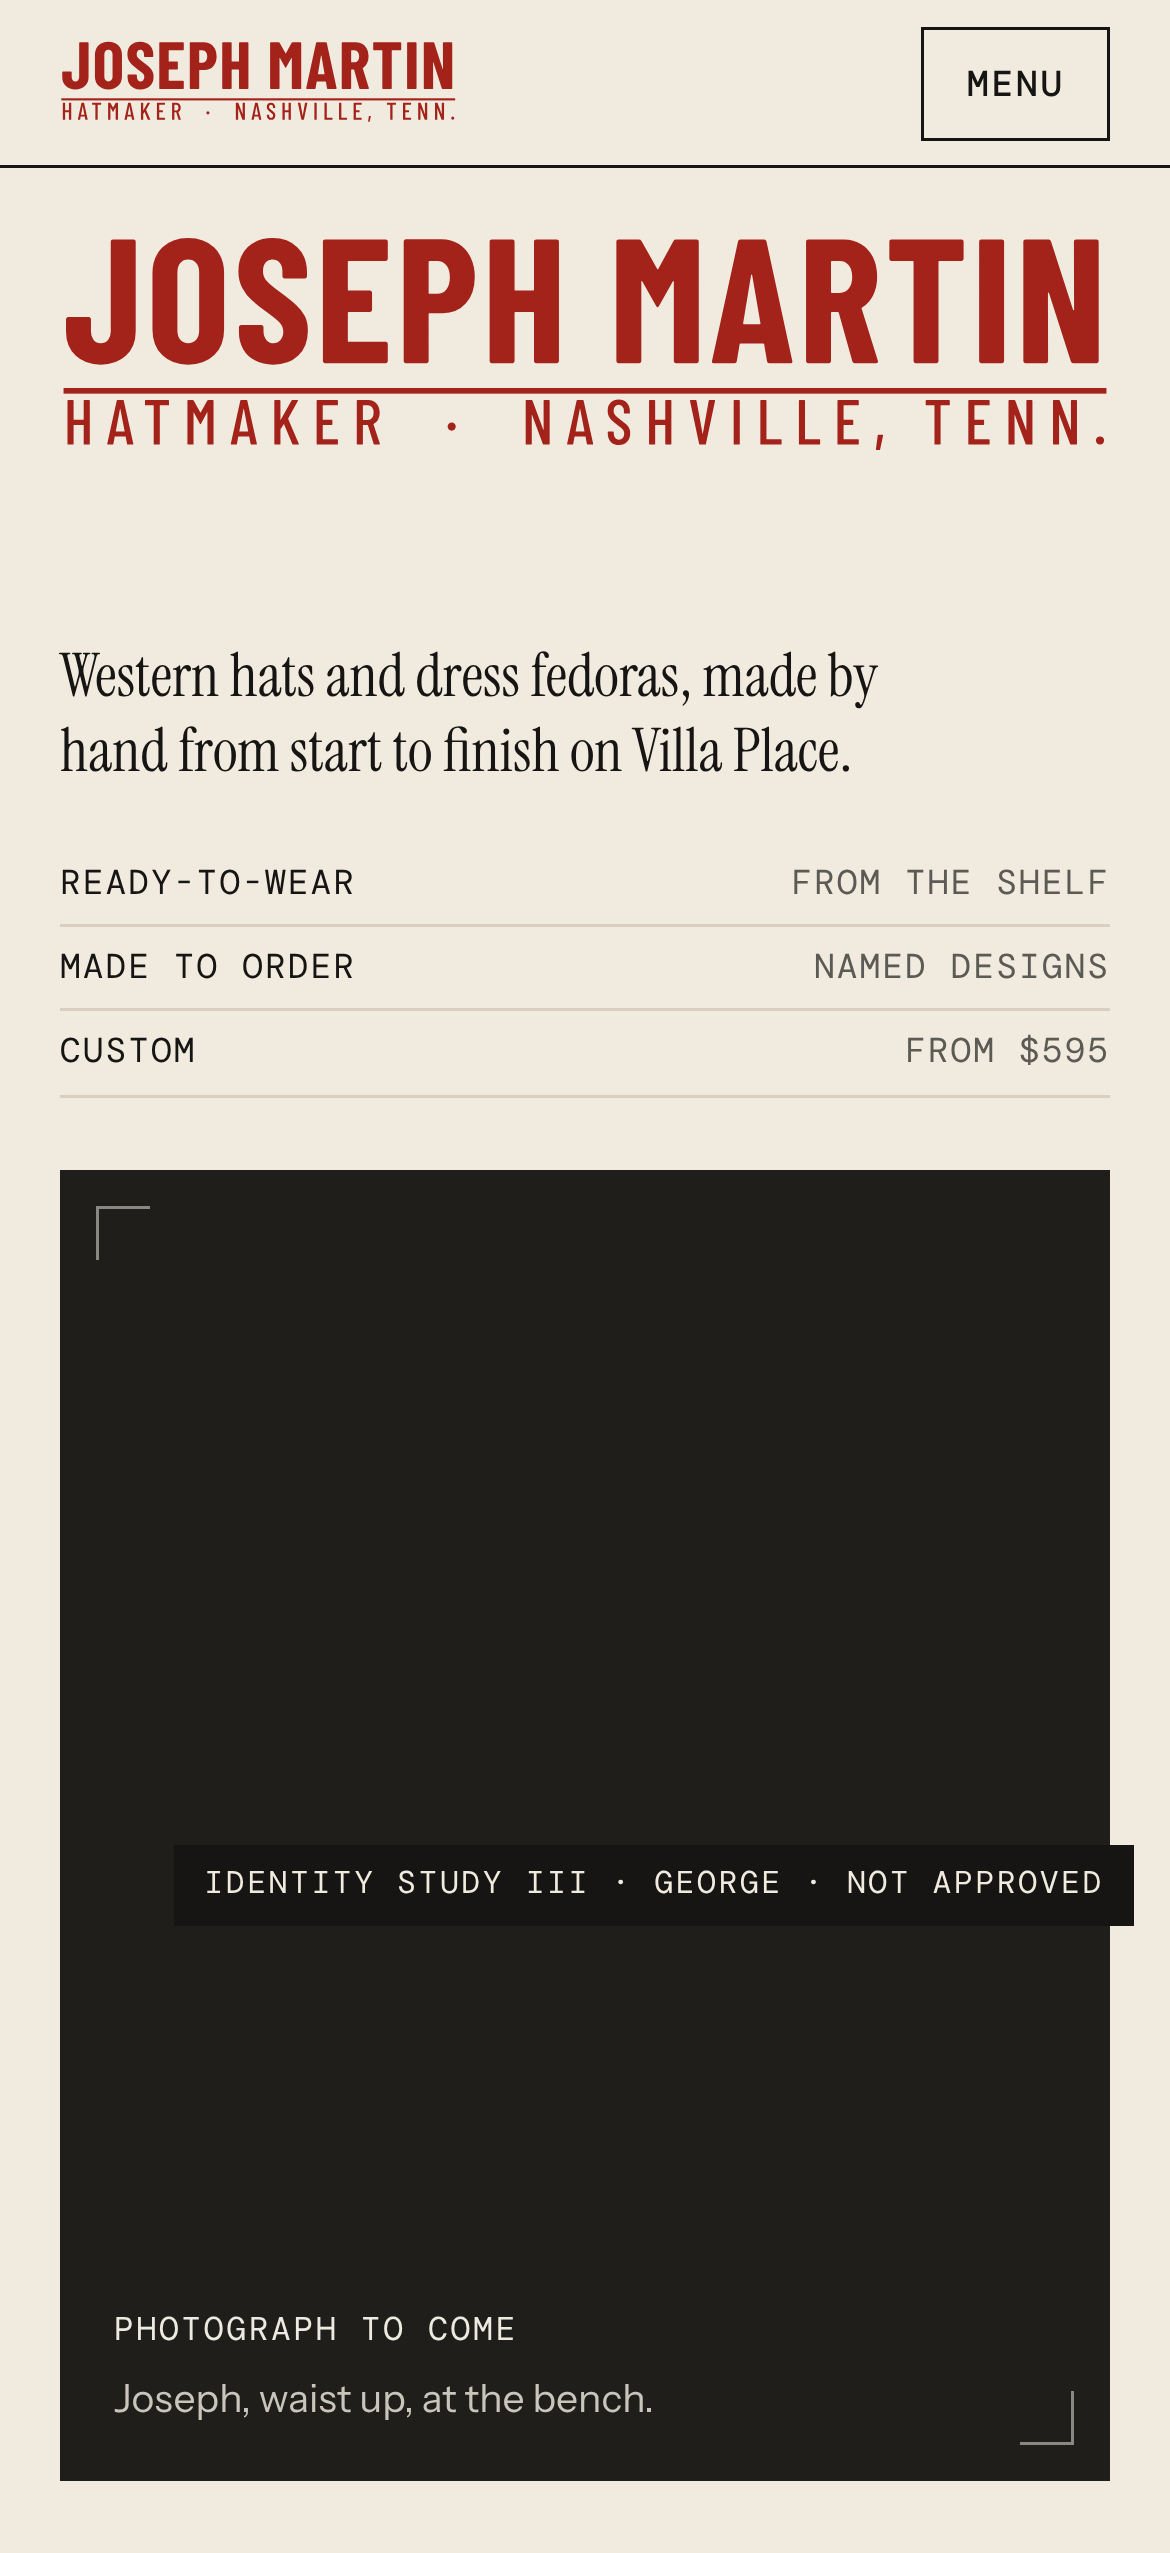 JOSEPH MARTIN
HATMAKER · NASHVILLE, TENN.
MENU
JOSEPH MARTIN
HATMAKER · NASHVILLE, TENN.
Western hats and dress fedoras, made by
hand from start to finish on Villa Place.
READY-TO-WEAR FROM THE SHELF
MADE TO ORDER NAMED DESIGNS
CUSTOM FROM $595
IDENTITY STUDY III · GEORGE · NOT APPROVED
PHOTOGRAPH TO COME
Joseph, waist up, at the bench.